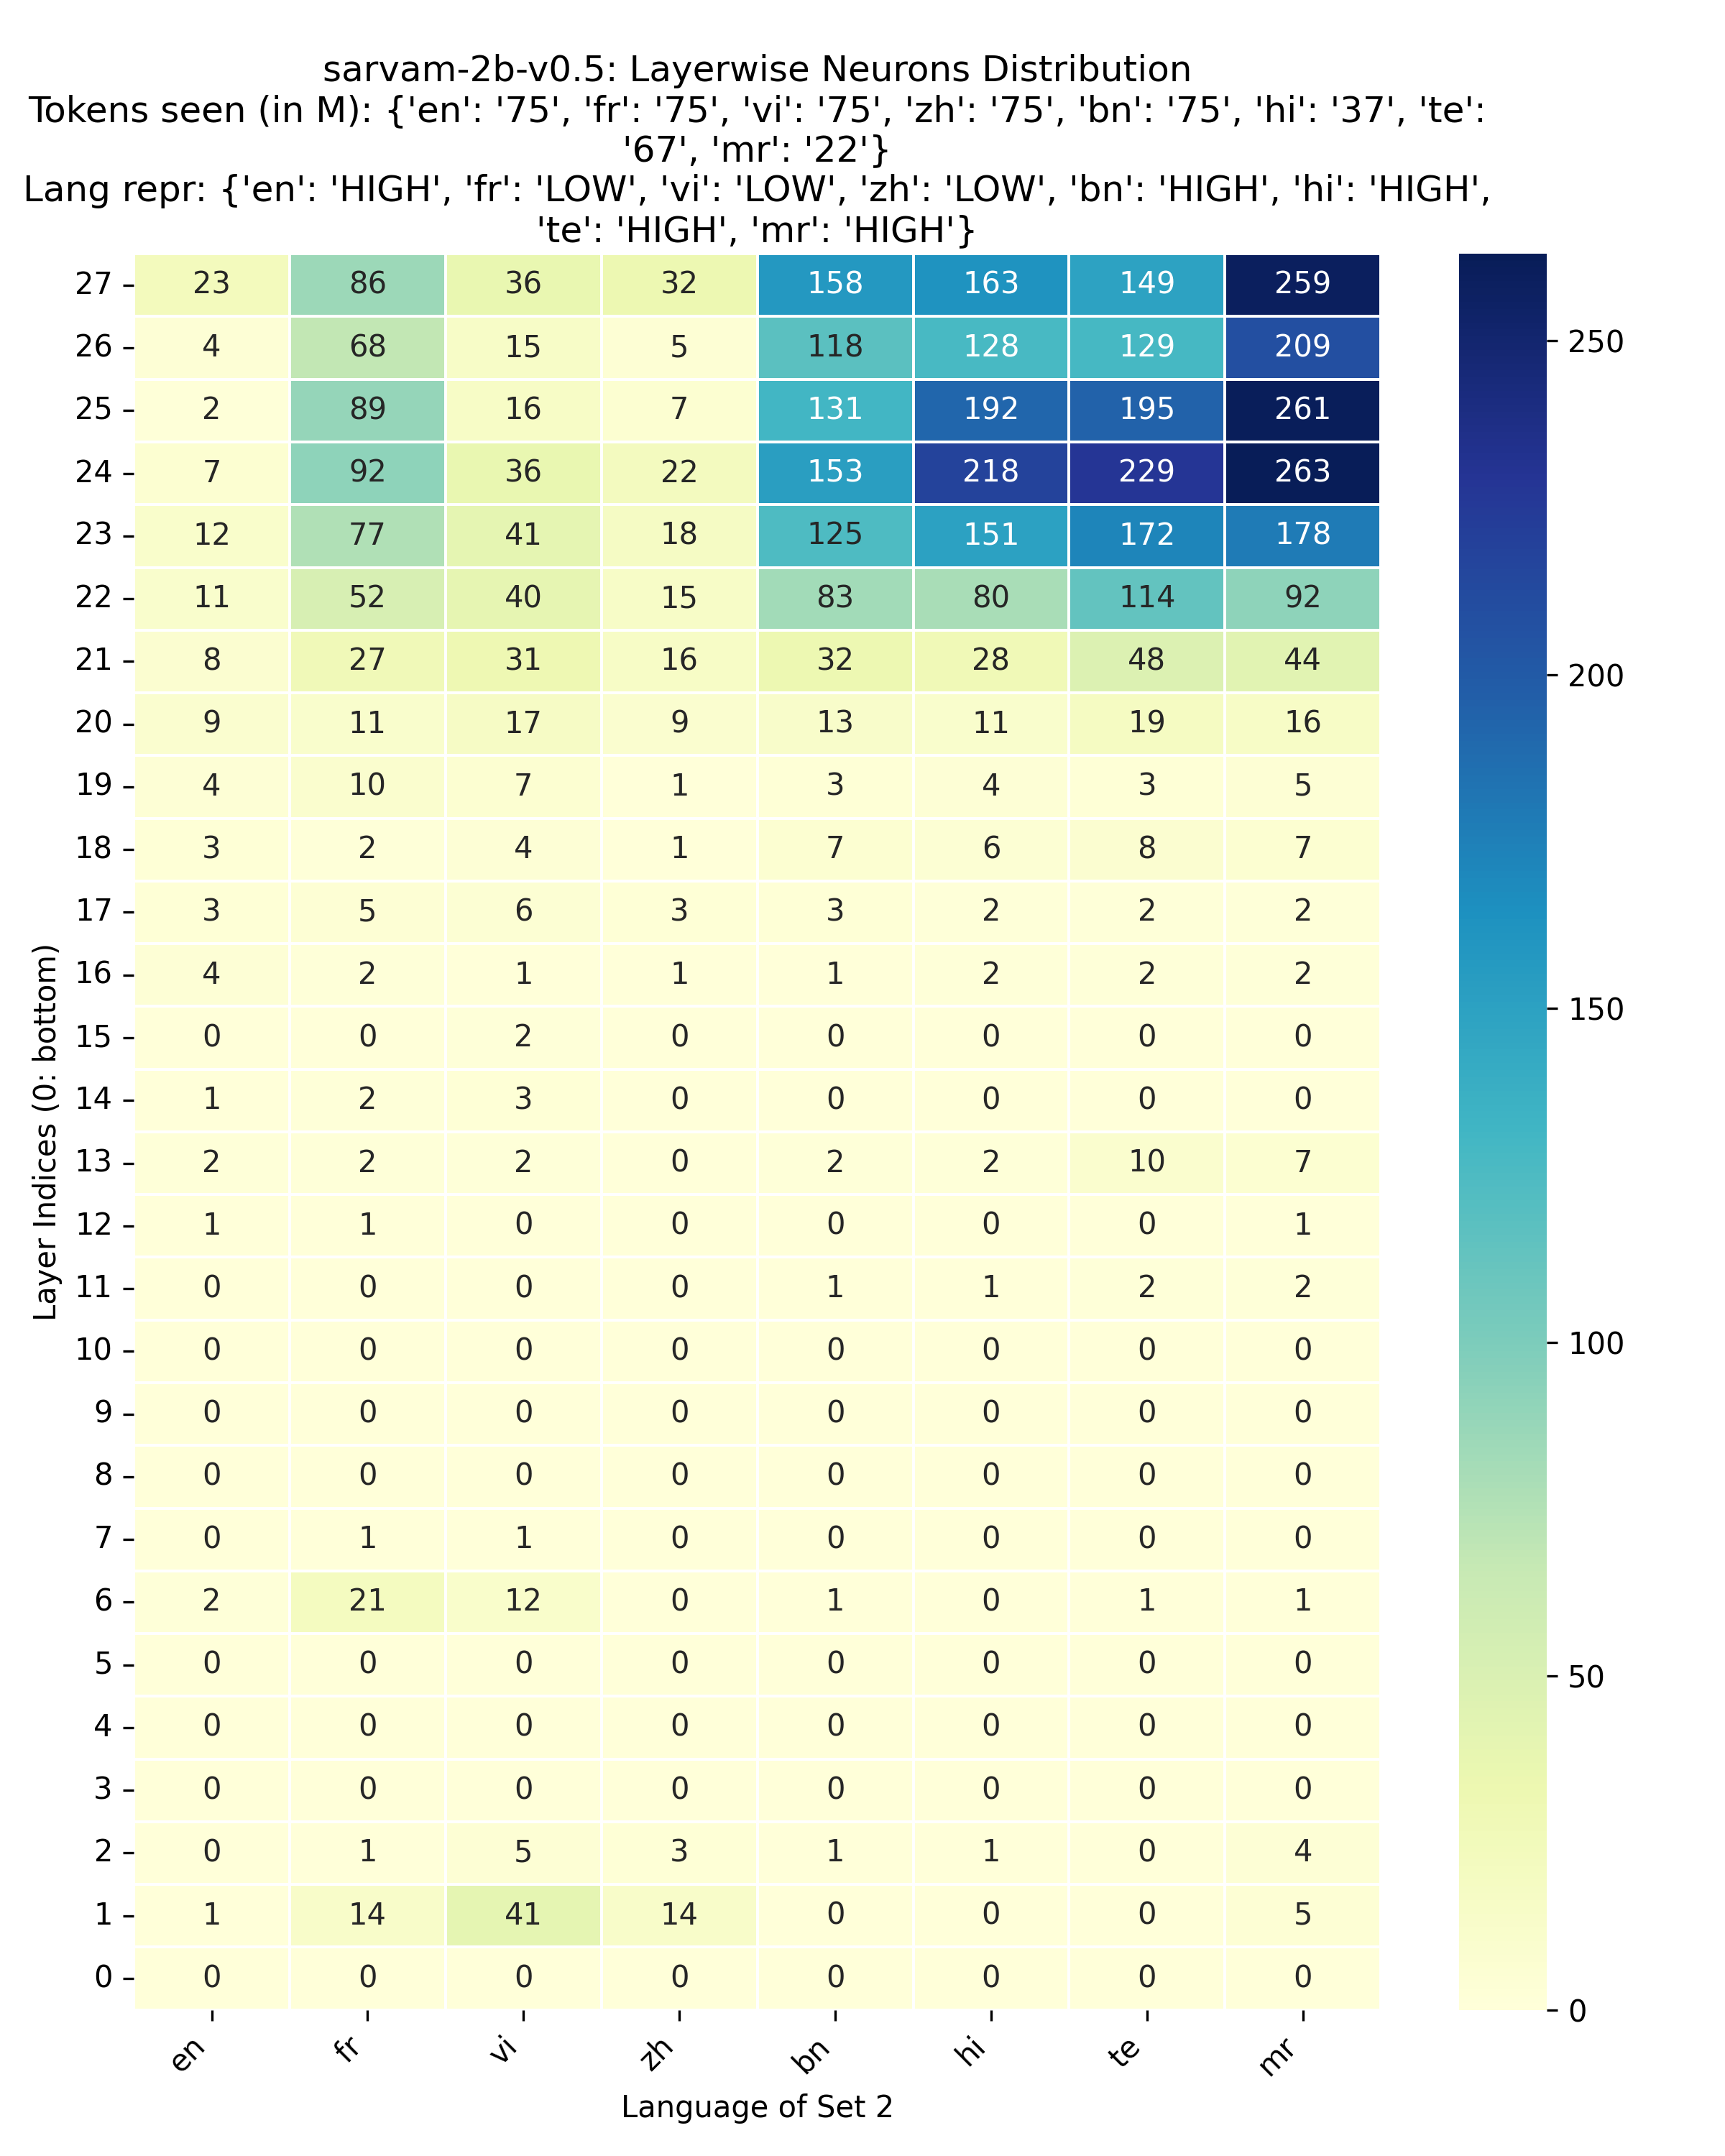 sarvam-2b-v0.5: Layerwise Neurons Distribution
Tokens seen (in M): {'en': '75', 'fr': '75', 'vi': '75', 'zh': '75', 'bn': '75', 'hi': '37', 'te':
'67', 'mr': '22'}
Lang repr: {'en': 'HIGH', 'fr': 'LOW', 'vi': 'LOW', 'zh': 'LOW', 'bn': 'HIGH', 'hi': 'HIGH',
'te': 'HIGH', 'mr': 'HIGH'}
27 23 86 36 32 158 163 149 259
26 4 68 15 5 118 128 129 209
25 2 89 16 7 131 192 195 261
24 7 92 36 22 153 218 229 263
23 12 77 41 18 125 151 172 178
22 11 52 40 15 83 80 114 92
21 8 27 31 16 32 28 48 44
20 9 11 17 9 13 11 19 16
19 4 10 7 1 3 4 3 5
18 3 2 4 1 7 6 8 7
17 3 5 6 3 3 2 2 2
16 4 2 1 1 1 2 2 2
15 0 0 2 0 0 0 0 0
14 1 2 3 0 0 0 0 0
13 2 2 2 0 2 2 10 7
12 1 1 0 0 0 0 0 1
11 0 0 0 0 1 1 2 2
10 0 0 0 0 0 0 0 0
9 0 0 0 0 0 0 0 0
8 0 0 0 0 0 0 0 0
7 0 1 1 0 0 0 0 0
6 2 21 12 0 1 0 1 1
5 0 0 0 0 0 0 0 0
4 0 0 0 0 0 0 0 0
3 0 0 0 0 0 0 0 0
2 0 1 5 3 1 1 0 4
1 1 14 41 14 0 0 0 5
0 0 0 0 0 0 0 0 0
en fr vi zh bn hi te mr
Language of Set 2
Layer Indices (0: bottom)
250
200
150
100
50
0